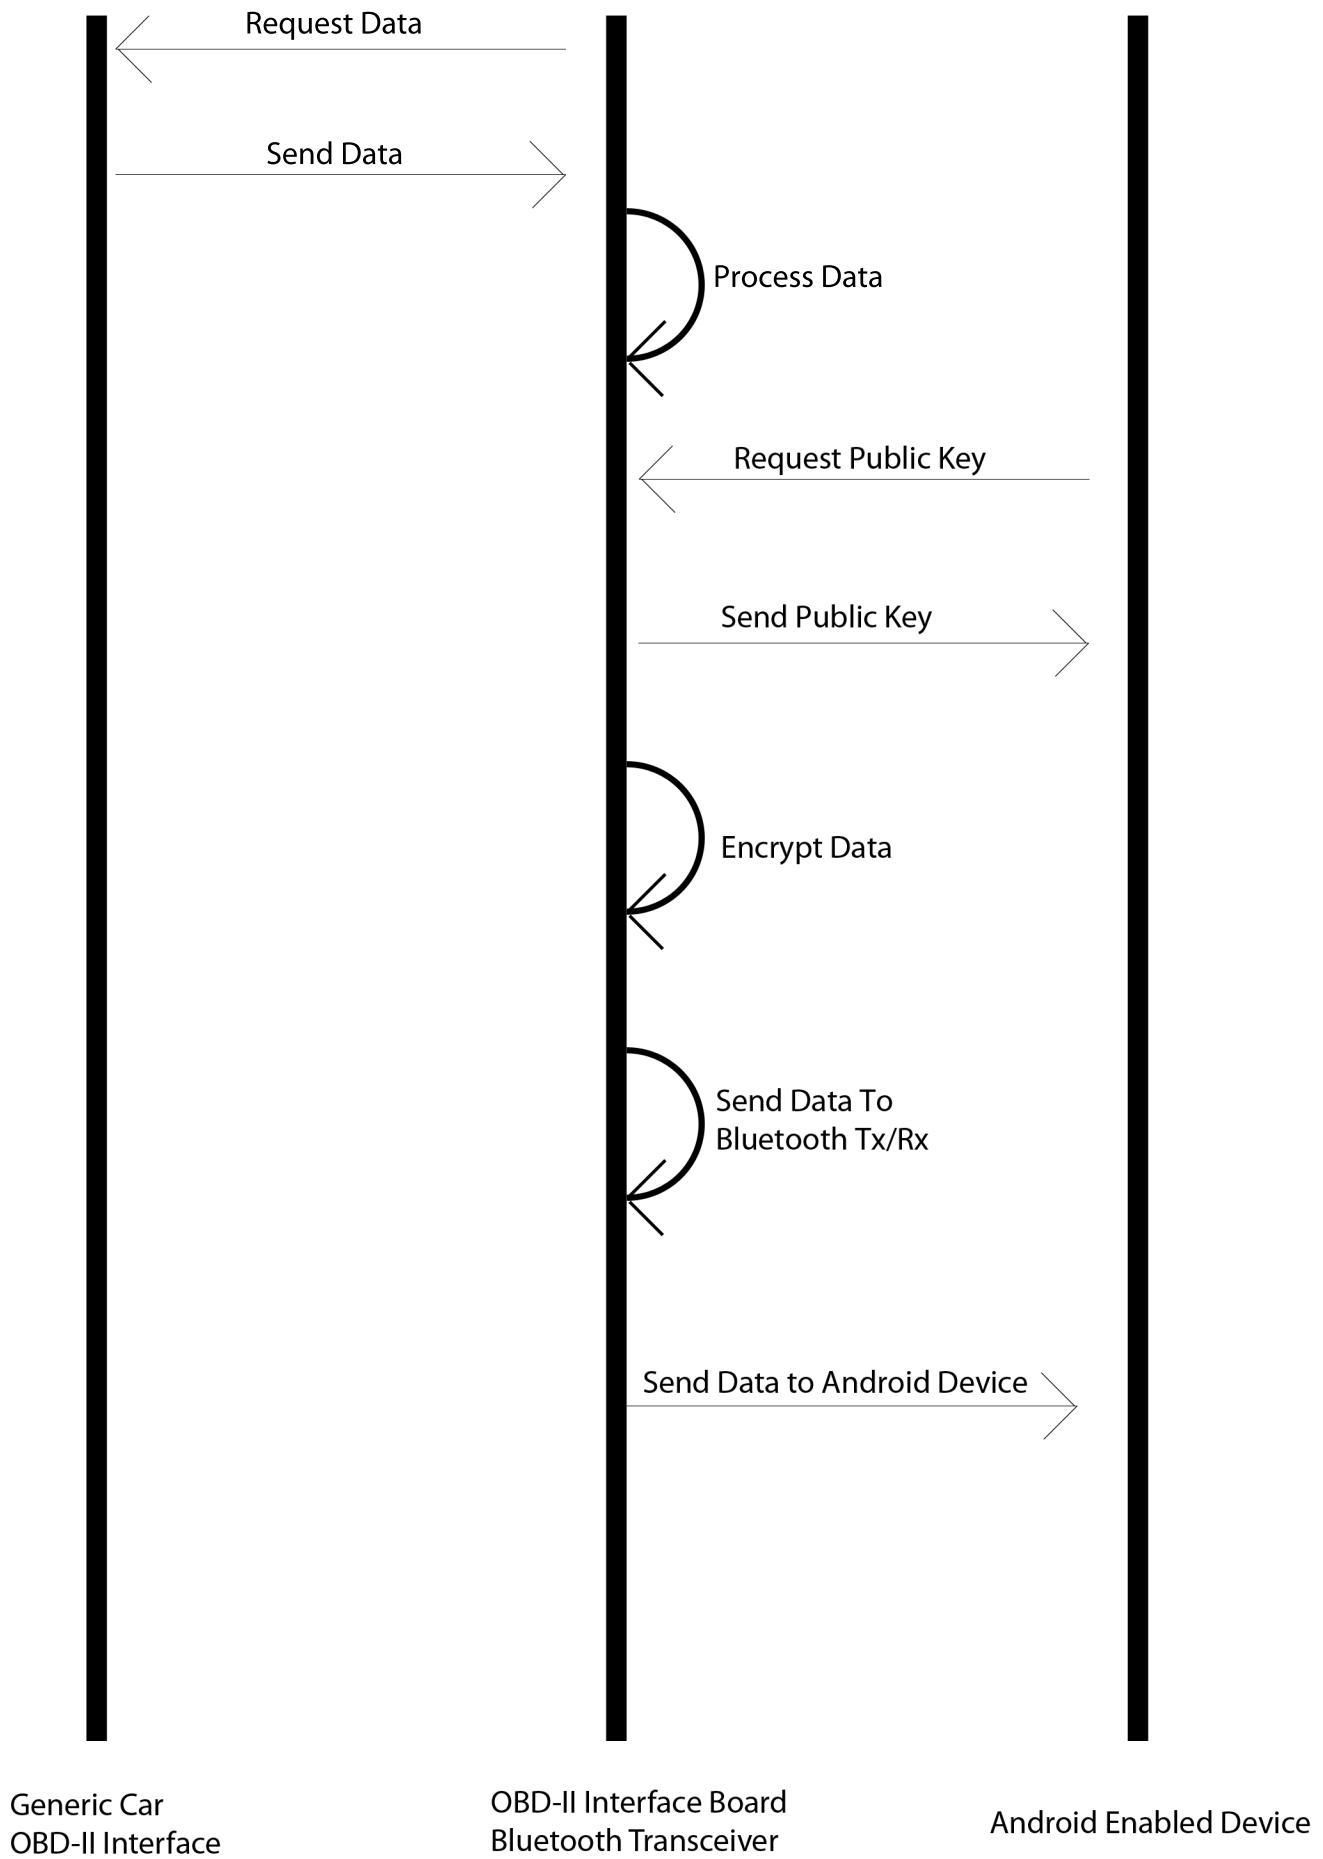 Request Data
Send Data
Process Data
Request Public Key
Send Public Key
Encrypt Data
Send Data To
Bluetooth Tx/Rx
Send Data to Android Device
Generic Car
OBD-II Interface
OBD-II Interface Board
Bluetooth Transceiver
Android Enabled Device